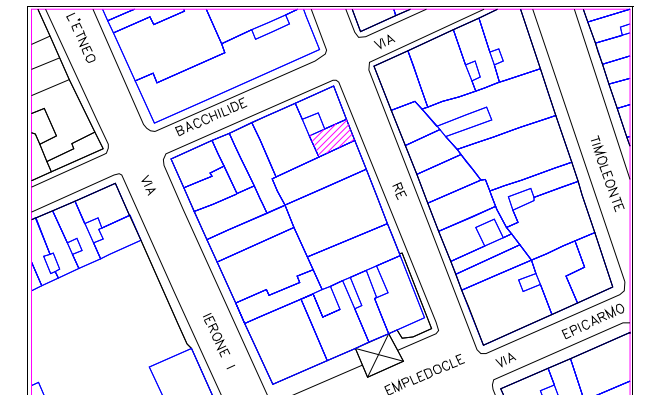 L'ETNEO
VIA
BACCHILIDE
VIA
RE
TIMOLEONTE
IERONE I
EPICARMO
VIA
EMPLEDOCLE